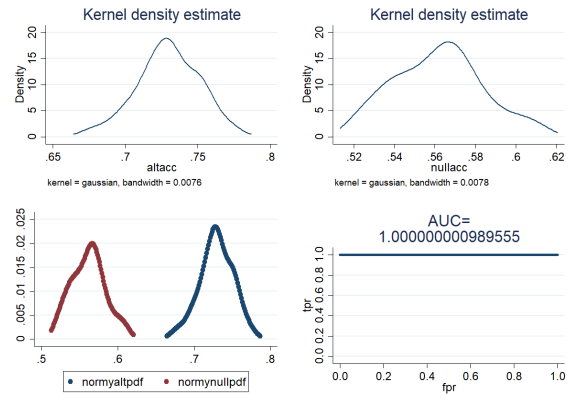 Kernel density estimate
Density
0 5 10 15 20
.65 .7 .75 .8
altacc
kernel = gaussian, bandwidth = 0.0076
Kernel density estimate
Density
0 5 10 15 20
.52 .54 .56 .58 .6 .62
nullacc
kernel = gaussian, bandwidth = 0.0078
0 .005 .01 .015 .02 .025
.5 .6 .7 .8
normyaltpdf normynullpdf
AUC=
1.000000000989555
tpr
0.0 0.2 0.4 0.6 0.8 1.0
0.0 0.2 0.4 0.6 0.8 1.0
fpr